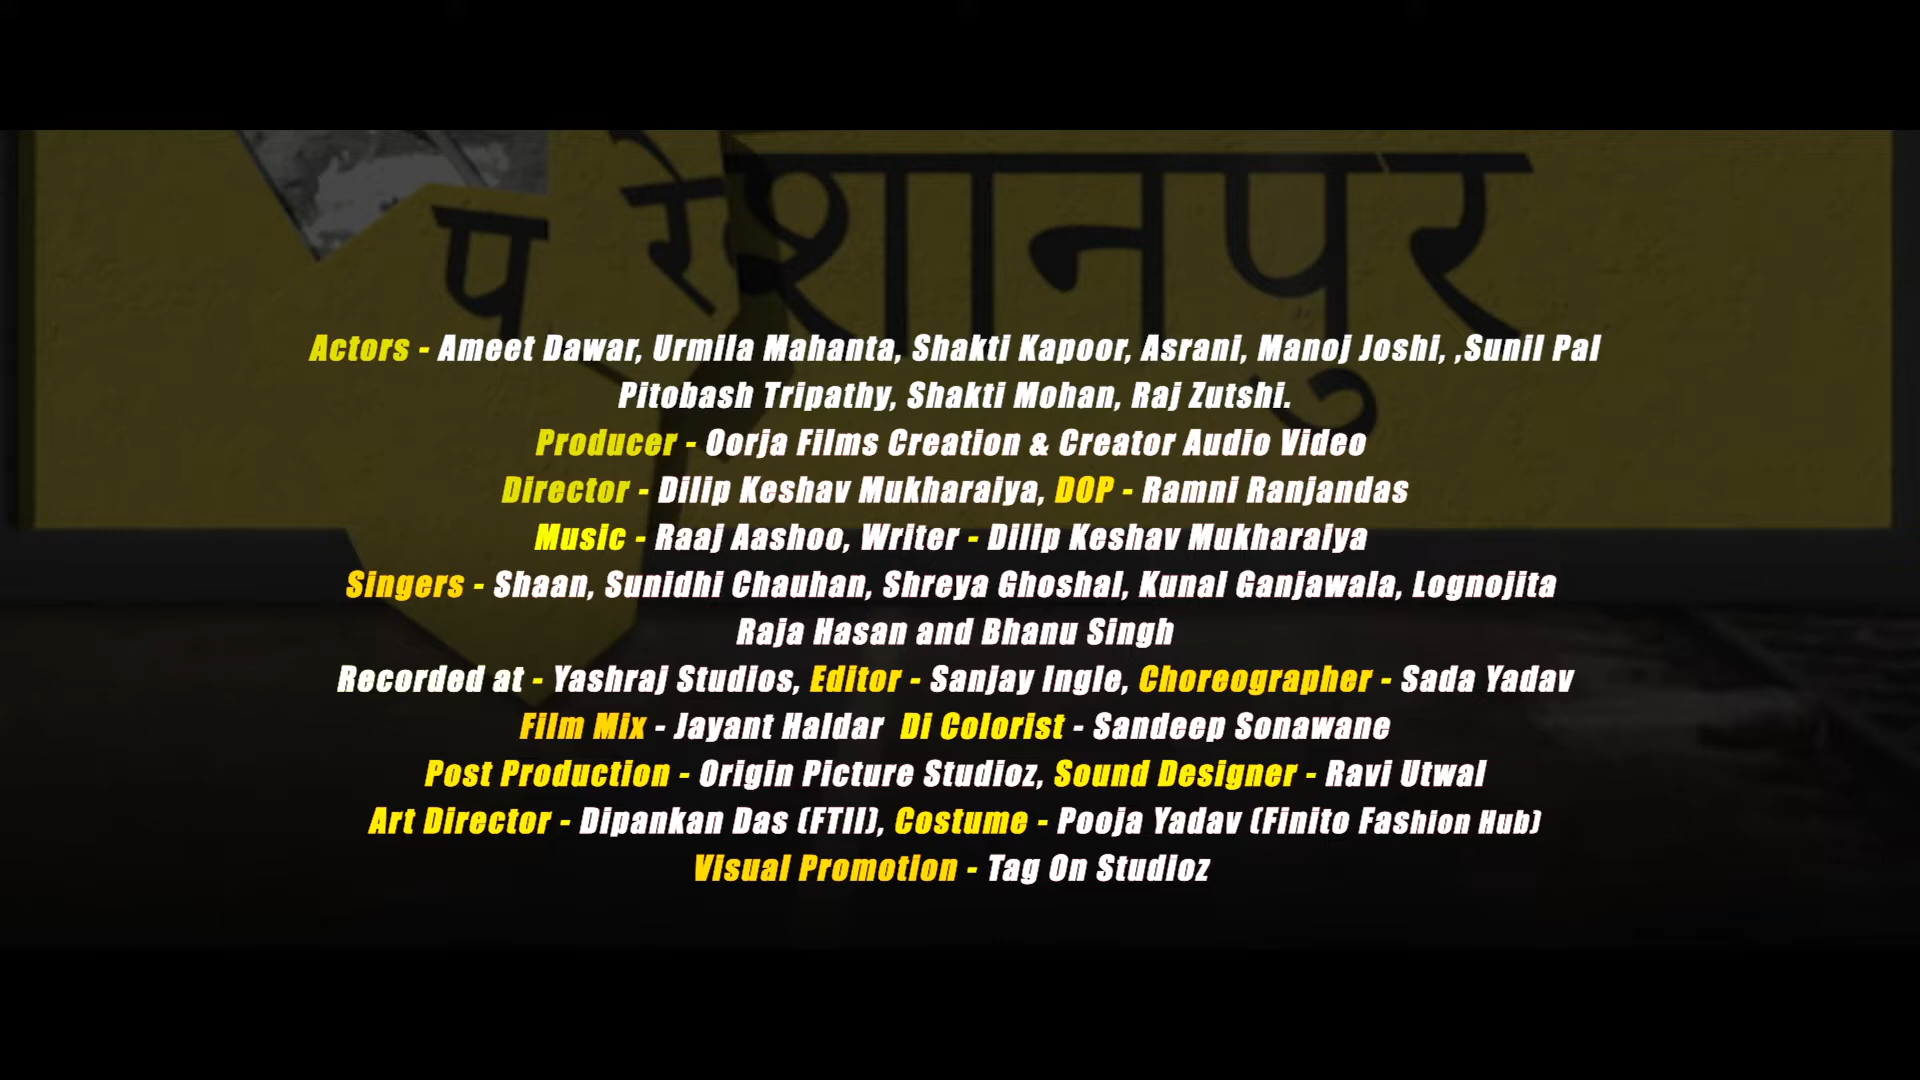 परेशानपुर
Actors - Ameet Dawar, Urmila Mahanta, Shakti Kapoor, Asrani, Manoj Joshi, ,Sunil Pal
Pitobash Tripathy, Shakti Mohan, Raj Zutshi.
Producer - Oorja Films Creation & Creator Audio Video
Director - Dilip Keshav Mukharaiya, DOP - Ramni Ranjandas
Music - Raaj Aashoo, Writer - Dilip Keshav Mukharaiya
Singers - Shaan, Sunidhi Chauhan, Shreya Ghoshal, Kunal Ganjawala, Lognojita
Raja Hasan and Bhanu Singh
Recorded at - Yashraj Studios, Editor - Sanjay Ingle, Choreographer - Sada Yadav
Film Mix - Jayant Haldar  Di Colorist - Sandeep Sonawane
Post Production - Origin Picture Studioz, Sound Designer - Ravi Utwal
Art Director - Dipankan Das (FTII), Costume - Pooja Yadav (Finito Fashion Hub)
Visual Promotion - Tag On Studioz